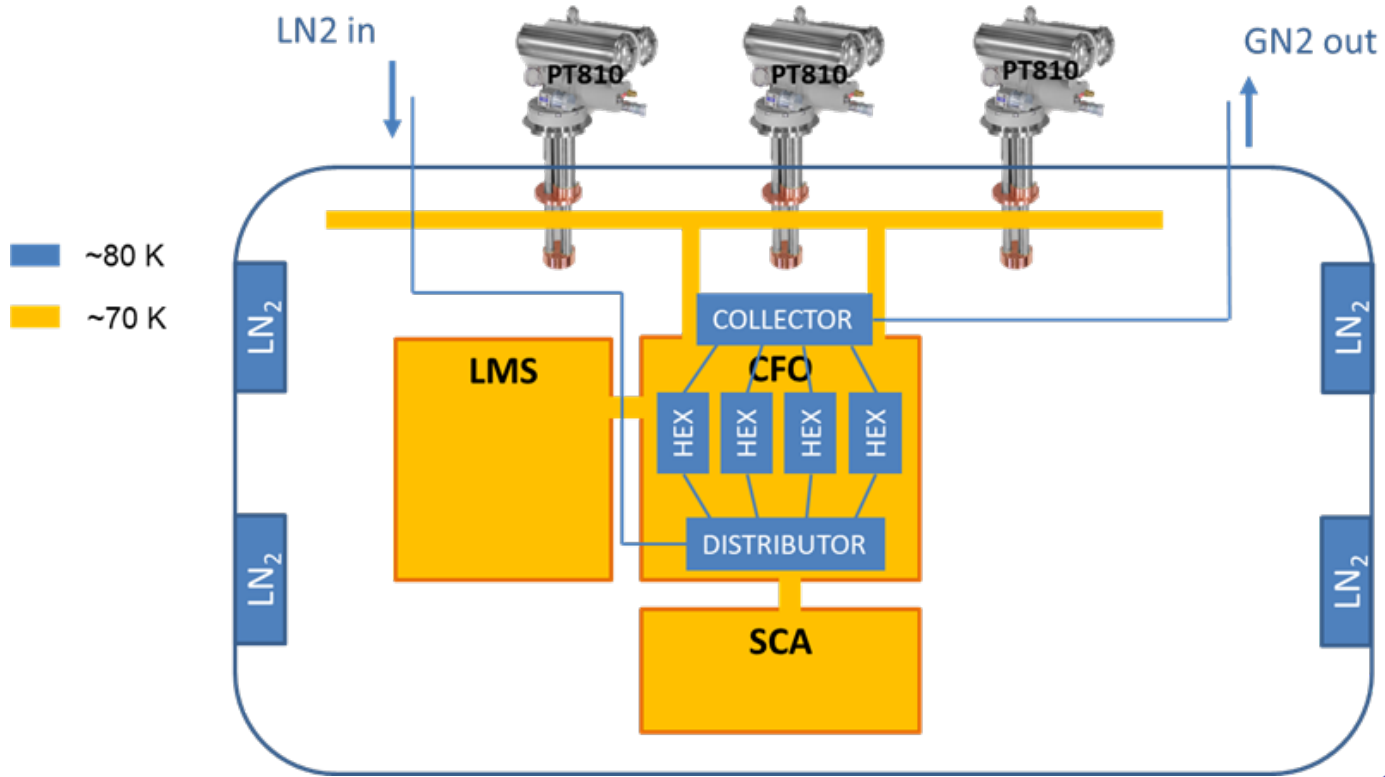 LN2 in
PT810
PT810
PT810
GN2 out
~80 K
~70 K
LN₂
LN₂
COLLECTOR
LMS
CFO
HEX
HEX
HEX
HEX
LN₂
LN₂
DISTRIBUTOR
SCA